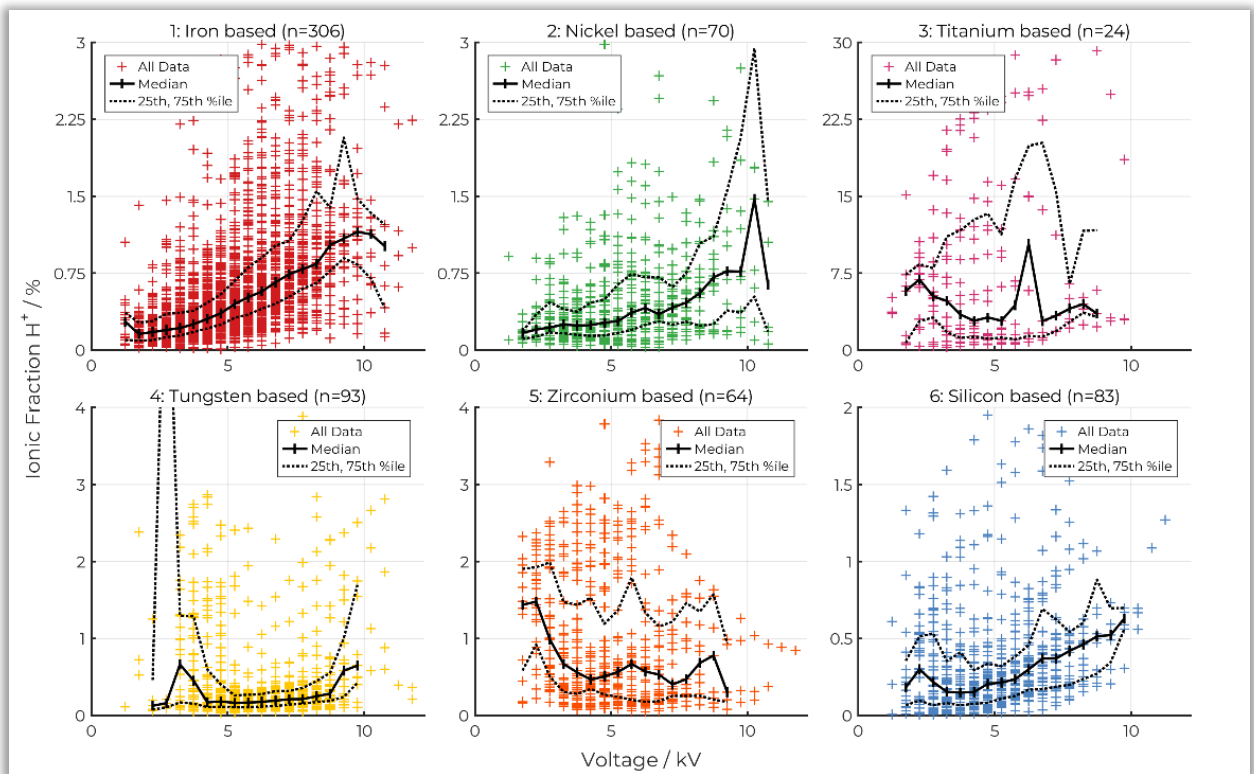 1: Iron based (n=306)
2: Nickel based (n=70)
3: Titanium based (n=24)
3
2.25
1.5
0.75
0
All Data
Median
25th, 75th %ile
0
5
10
3
2.25
1.5
0.75
0
All Data
Median
25th, 75th %ile
0
5
10
30
22.5
15
7.5
0
All Data
Median
25th, 75th %ile
0
5
10
Ionic Fraction H⁺ / %
4: Tungsten based (n=93)
5: Zirconium based (n=64)
6: Silicon based (n=83)
4
3
2
1
0
All Data
Median
25th, 75th %ile
0
5
10
4
3
2
1
0
All Data
Median
25th, 75th %ile
0
5
10
2
1.5
1
0.5
0
All Data
Median
25th, 75th %ile
0
5
10
Voltage / kV